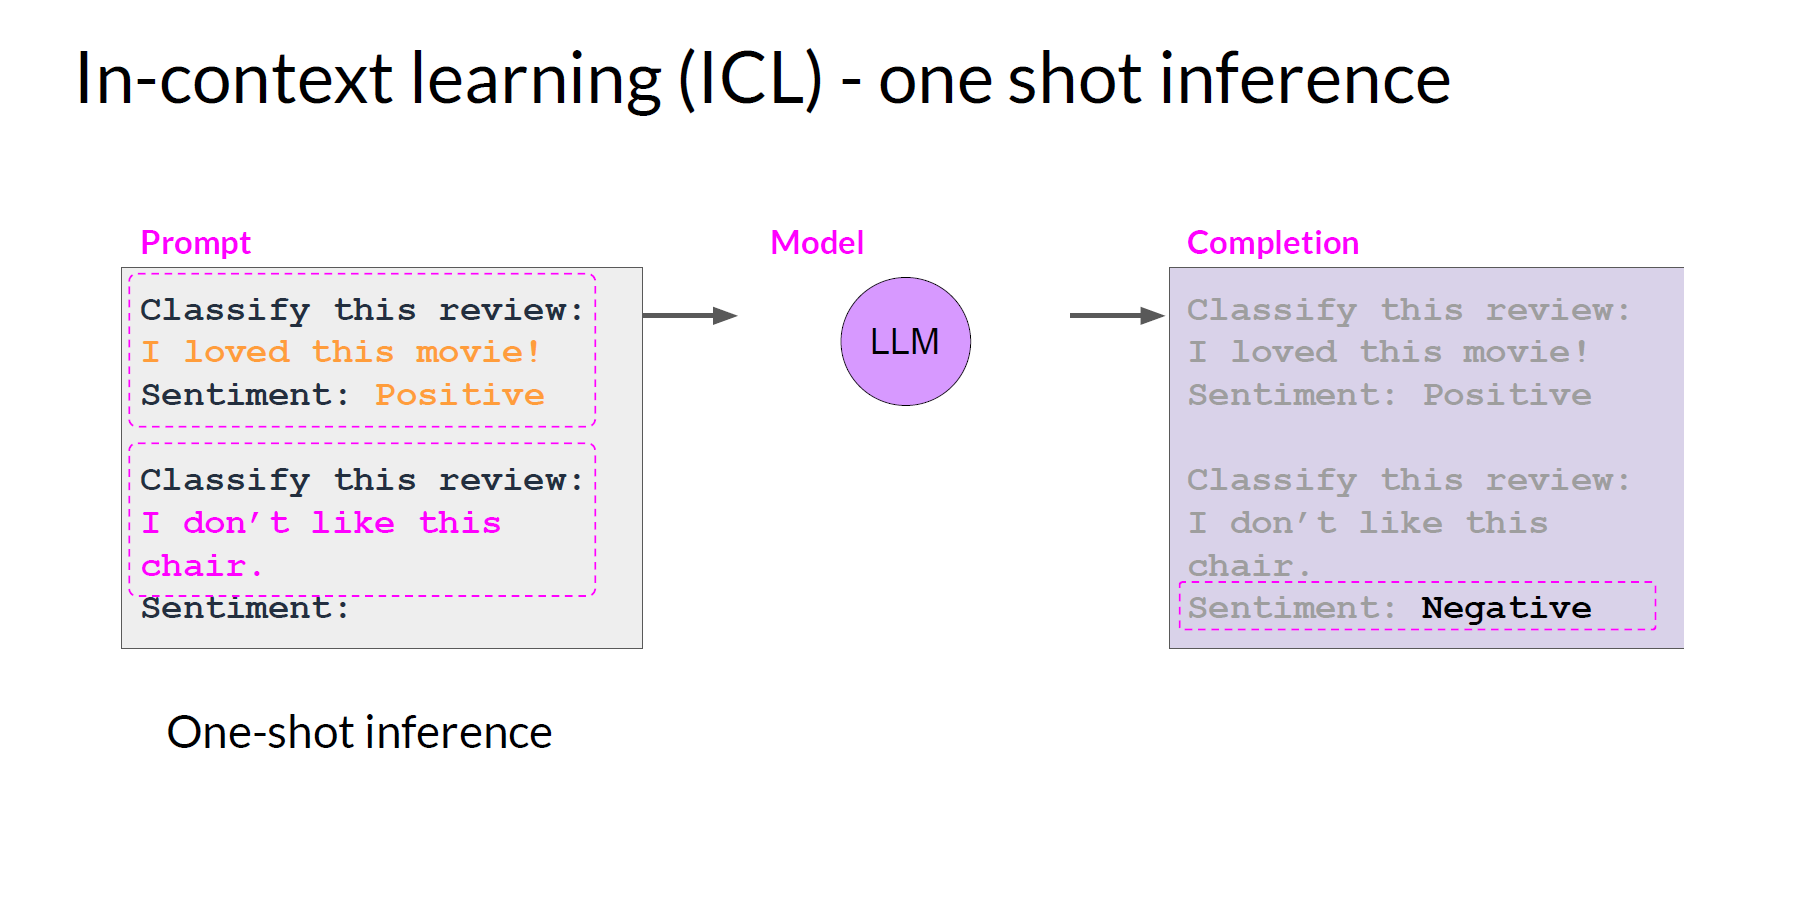 In-context learning (ICL) - one shot inference
Prompt
Classify this review:
I loved this movie!
Sentiment: Positive
Classify this review:
I don’t like this
chair.
Sentiment:
One-shot inference
Model
LLM
Completion
Classify this review:
I loved this movie!
Sentiment: Positive
Classify this review:
I don’t like this
chair.
Sentiment: Negative